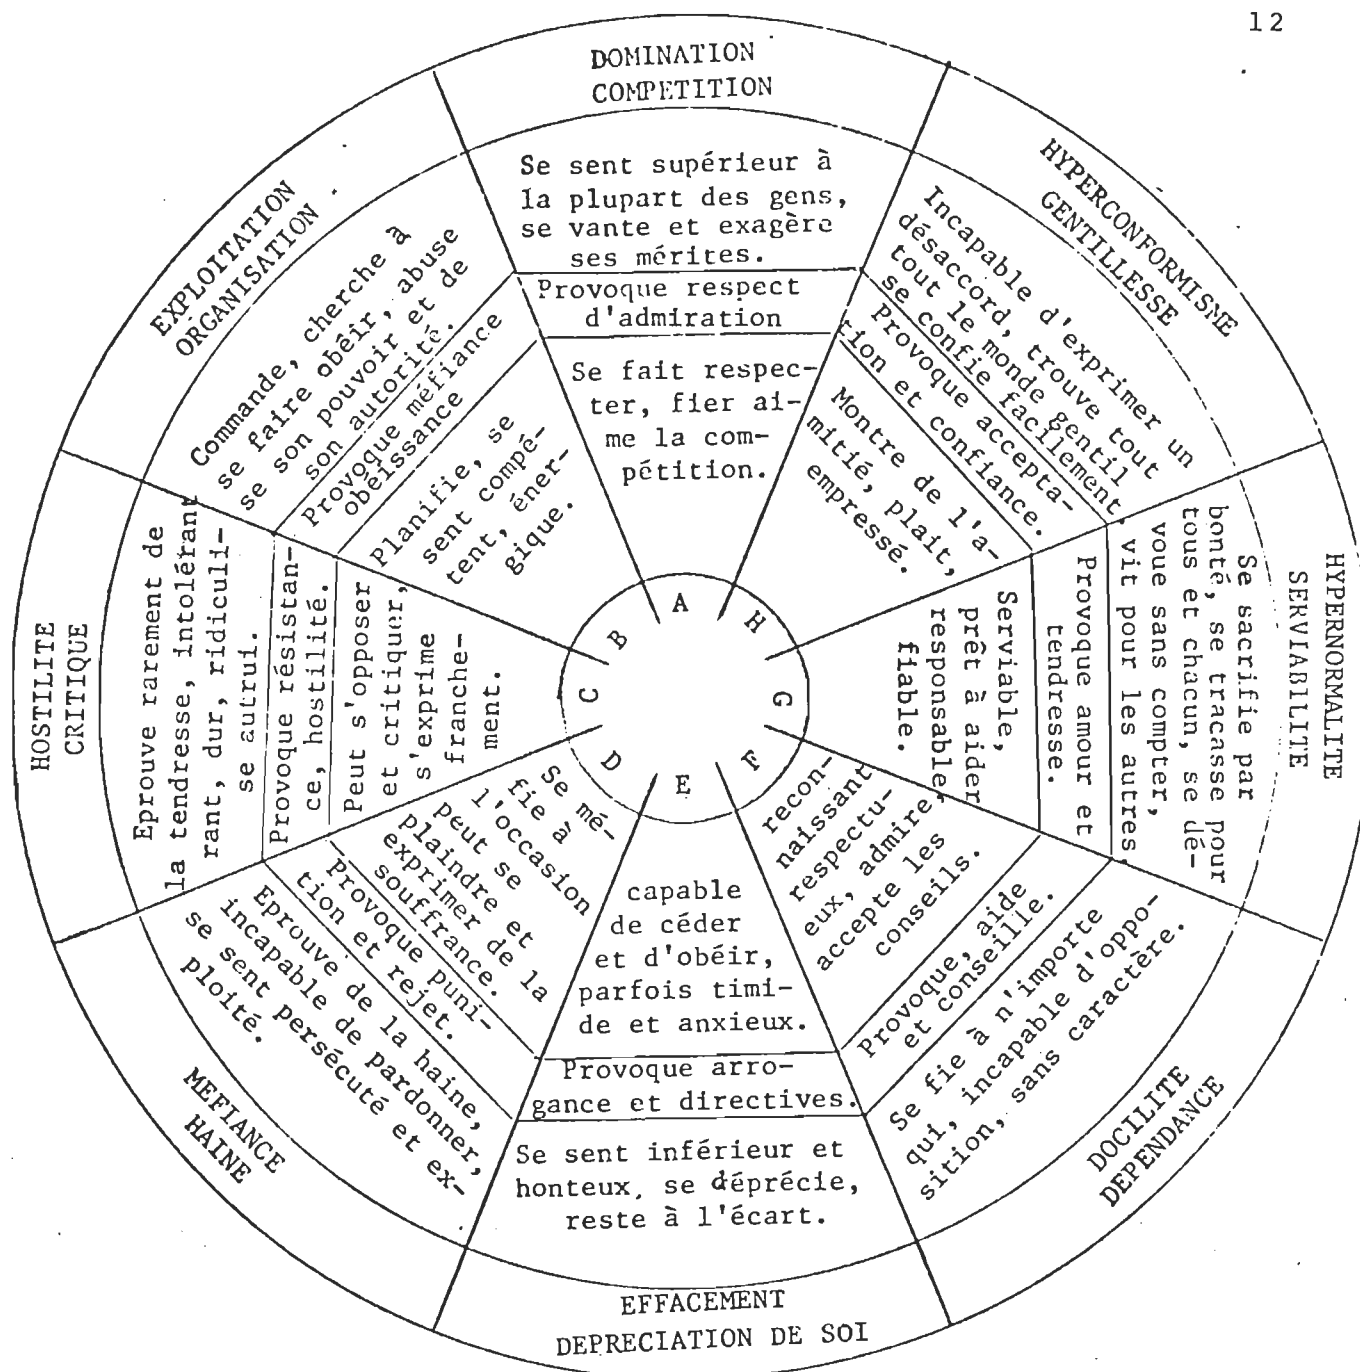 12
DOMINATION
COMPETITION
Se sent supérieur à
la plupart des gens,
se vante et exagère
ses mérites.
Provoque respect
d'admiration
Se fait respec-
ter, fier ai-
me la com-
pétition.
A
HYPERCONFORMISME
GENTILLESSE
Incapable d'exprimer un
désaccord, trouve tout
tout le monde gentil
se confie facilement.
Provoque accepta-
tion et confiance.
Montre de l'a-
mitié, plait,
empressé.
H
HYPERNORMALITE
SERVIABILITE
Se sacrifie par
bonté, se tracasse pour
tous et chacun, se dé-
voue sans compter,
vit pour les autres.
Provoque amour et
tendresse.
Serviable,
prêt à aider
responsable,
fiable.
G
recon-
naissant
respectu-
eux, admire,
accepte les
conseils.
Provoque, aide
et conseille.
Se fie à n'importe
qui, incapable d'oppo-
sition, sans caractère.
DOCILITE
DEPENDANCE
F
E
capable
de céder
et d'obéir,
parfois timi-
de et anxieux.
Provoque arro-
gance et directives.
Se sent inférieur et
honteux, se déprécie,
reste à l'écart.
EFFACEMENT
DEPRECIATION DE SOI
D
Se mé-
fie à
l'occasion
peut se
plaindre et
exprimer de la
souffrance.
Provoque puni-
tion et rejet.
Eprouve de la haine,
incapable de pardonner,
se sent persécuté et ex-
ploité.
MEFIANCE
HAINE
HOSTILITE
CRITIQUE
Eprouve rarement de
la tendresse, intolérant
rant, dur, ridiculi-
se autrui.
Provoque résistan-
ce, hostilité.
Peut s'opposer
et critiquer,
s'exprime
franche-
ment.
C
EXPLOITATION
ORGANISATION
Commande, cherche à
se faire obéir, abuse
se son pouvoir et de
son autorité.
Provoque méfiance
obéissance
Planifie, se
sent compé-
tent, éner-
gique.
B